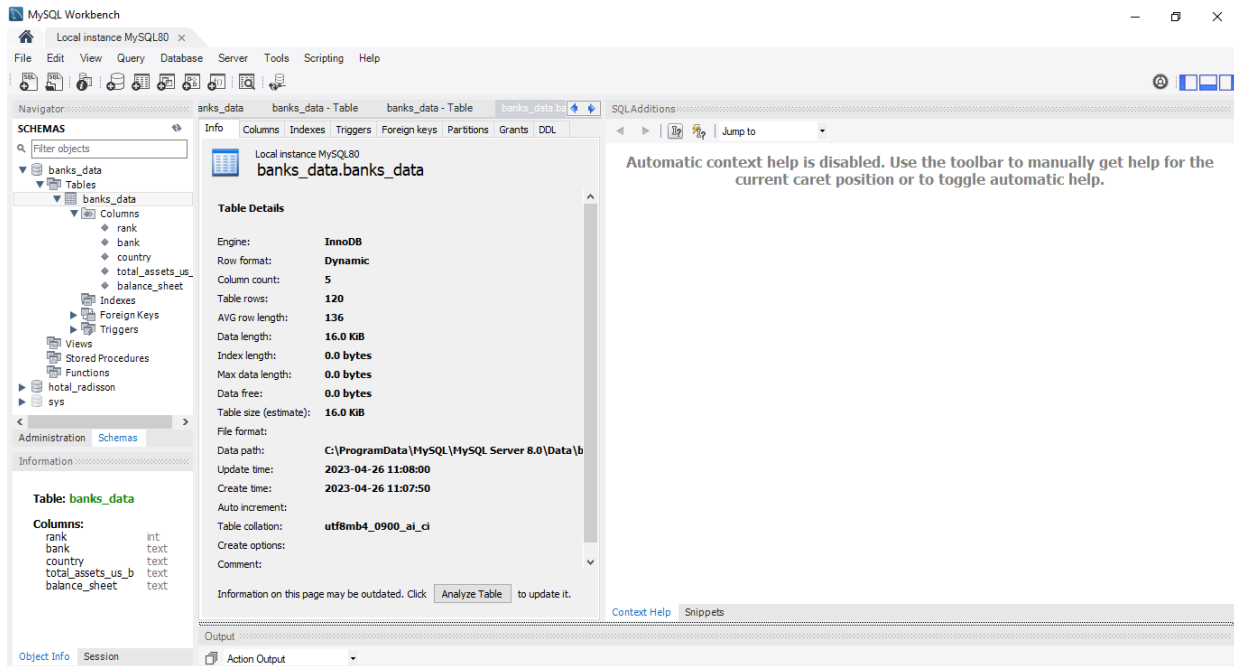 MySQL Workbench
Local instance MySQL80
File Edit View Query Database Server Tools Scripting Help
Navigator
SCHEMAS
Filter objects
banks_data
Tables
banks_data
Columns
rank
bank
country
total_assets_us_
balance_sheet
Indexes
Foreign Keys
Triggers
Views
Stored Procedures
Functions
hotal_radisson
sys
Administration Schemas
Information
Table: banks_data
Columns:
rank int
bank text
country text
total_assets_us_b text
balance_sheet text
Object Info Session
anks_data banks_data - Table banks_data - Table banks_data.ba
Info Columns Indexes Triggers Foreign keys Partitions Grants DDL
Local instance MySQL80
banks_data.banks_data
Table Details
Engine: InnoDB
Row format: Dynamic
Column count: 5
Table rows: 120
AVG row length: 136
Data length: 16.0 KiB
Index length: 0.0 bytes
Max data length: 0.0 bytes
Data free: 0.0 bytes
Table size (estimate): 16.0 KiB
File format:
Data path: C:\ProgramData\MySQL\MySQL Server 8.0\Data\b
Update time: 2023-04-26 11:08:00
Create time: 2023-04-26 11:07:50
Auto increment:
Table collation: utf8mb4_0900_ai_ci
Create options:
Comment:
Information on this page may be outdated. Click Analyze Table to update it.
SQLAdditions
Jump to
Automatic context help is disabled. Use the toolbar to manually get help for the
current caret position or to toggle automatic help.
Context Help Snippets
Output
Action Output